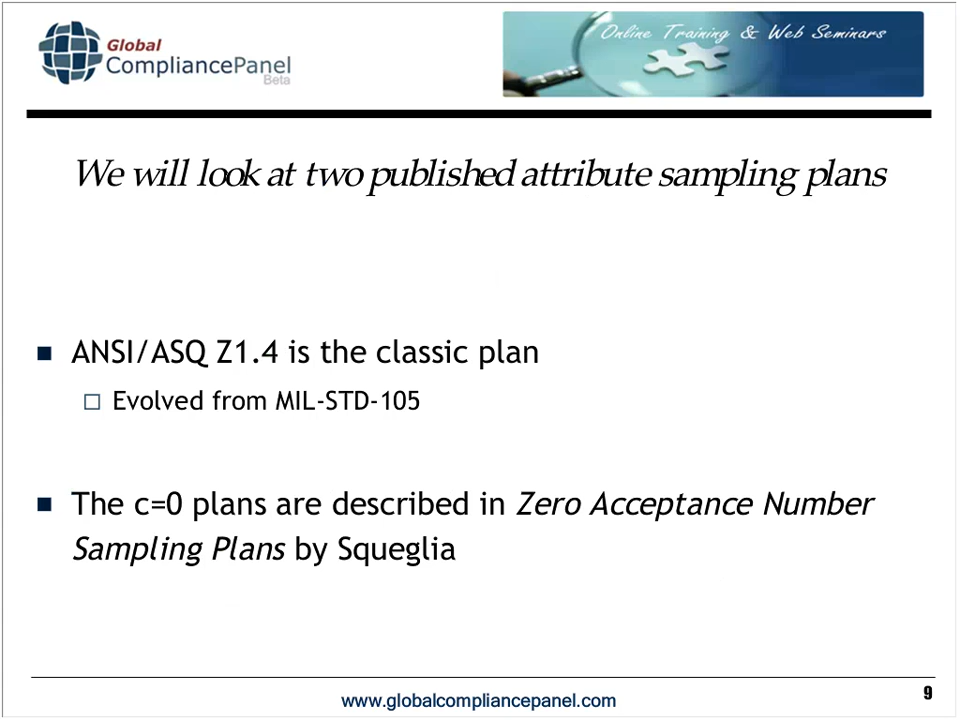 Global
CompliancePanel
Beta
Online Training & Web Seminars
We will look at two published attribute sampling plans
ANSI/ASQ Z1.4 is the classic plan
Evolved from MIL-STD-105
The c=0 plans are described in Zero Acceptance Number
Sampling Plans by Squeglia
www.globalcompliancepanel.com
9